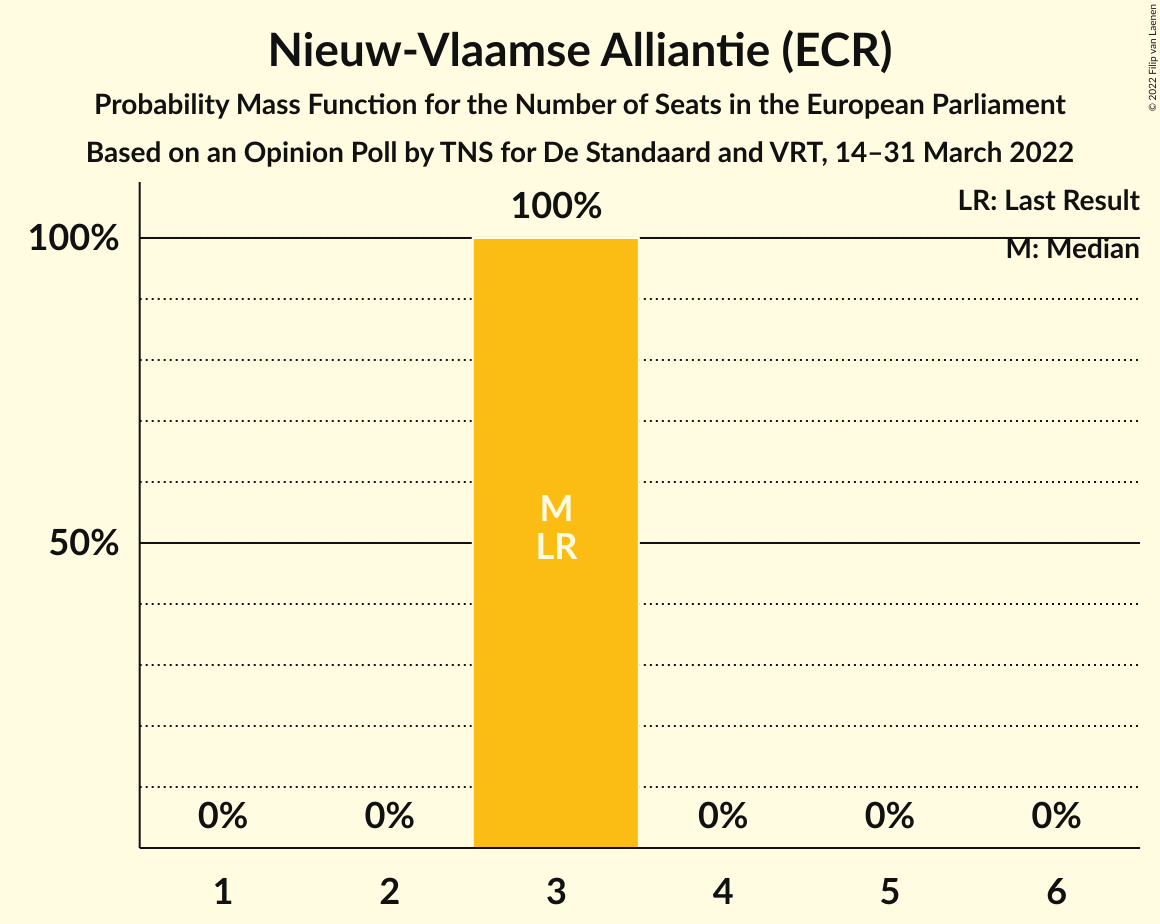 Nieuw-Vlaamse Alliantie (ECR)
Probability Mass Function for the Number of Seats in the European Parliament
Based on an Opinion Poll by TNS for De Standaard and VRT, 14–31 March 2022
© 2022 Filip van Laenen
LR: Last Result
M: Median
100%
100%
50%
M
LR
0%
0%
0%
0%
0%
1
2
3
4
5
6